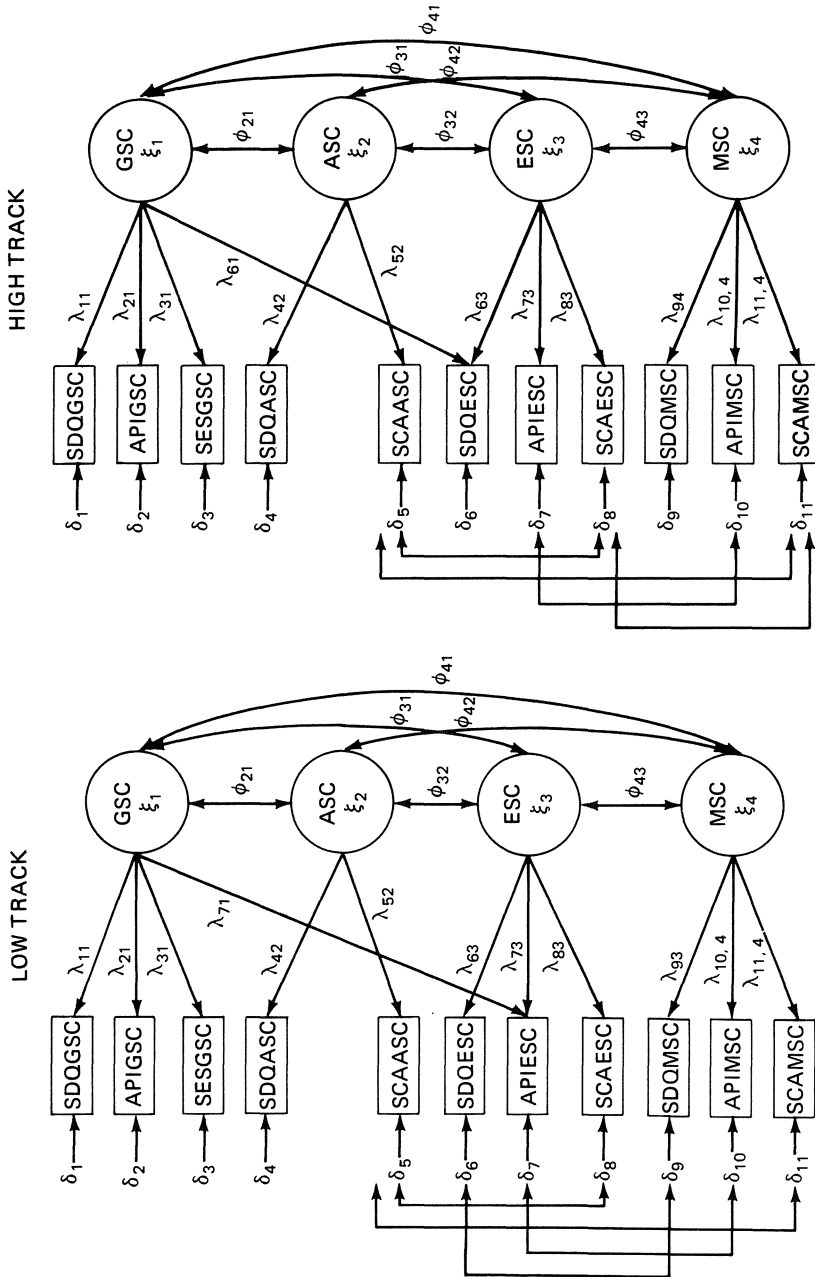 LOW TRACK
δ₁ SDQGSC λ₁₁ GSC ξ₁
δ₂ APIGSC λ₂₁
δ₃ SESGSC λ₃₁
δ₄ SDQASC λ₄₂ ASC ξ₂
δ₅ SCAASC λ₅₂
δ₆ SDQESC λ₆₃ ESC ξ₃
δ₇ APIESC λ₇₃
δ₈ SCAESC λ₈₃
δ₉ SDQMSC λ₉₃ MSC ξ₄
δ₁₀ APIMSC λ₁₀,₄
δ₁₁ SCAMSC λ₁₁,₄
λ₇₁
φ₂₁
φ₃₂
φ₄₃
φ₃₁
φ₄₂
φ₄₁
HIGH TRACK
δ₁ SDQGSC λ₁₁ GSC ξ₁
δ₂ APIGSC λ₂₁
δ₃ SESGSC λ₃₁
δ₄ SDQASC λ₄₂ ASC ξ₂
δ₅ SCAASC λ₅₂
δ₆ SDQESC λ₆₃ ESC ξ₃
δ₇ APIESC λ₇₃
δ₈ SCAESC λ₈₃
δ₉ SDQMSC λ₉₄ MSC ξ₄
δ₁₀ APIMSC λ₁₀,₄
δ₁₁ SCAMSC λ₁₁,₄
λ₆₁
φ₂₁
φ₃₂
φ₄₃
φ₃₁
φ₄₂
φ₄₁